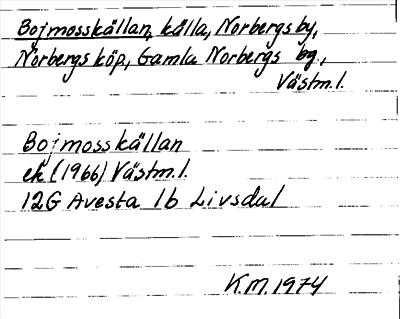 Bojmosskällan, källa, Norbergs by,
Norbergs köp, Gamla Norbergs bg,
Västm.l.
Bojmosskällan
ek (1966) Västm.l.
12G Avesta 1b Livsdal
K.M. 1974